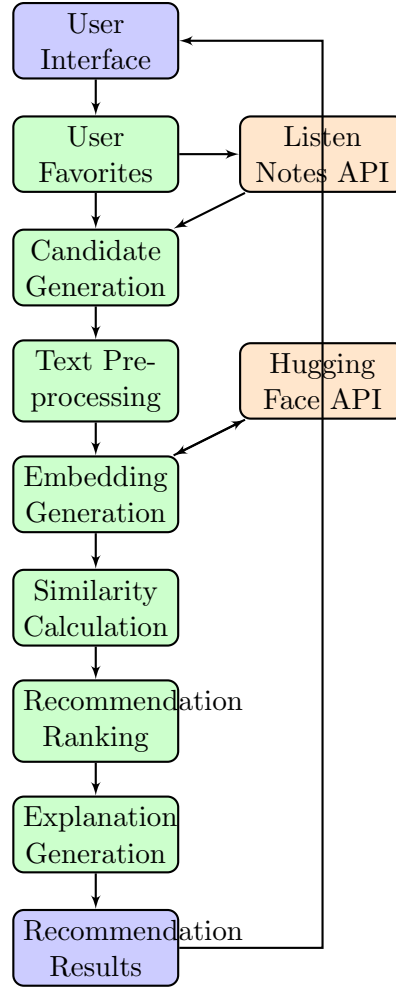 User
Interface
User
Favorites
Listen
Notes API
Candidate
Generation
Text Pre-
processing
Hugging
Face API
Embedding
Generation
Similarity
Calculation
Recommendation
Ranking
Explanation
Generation
Recommendation
Results